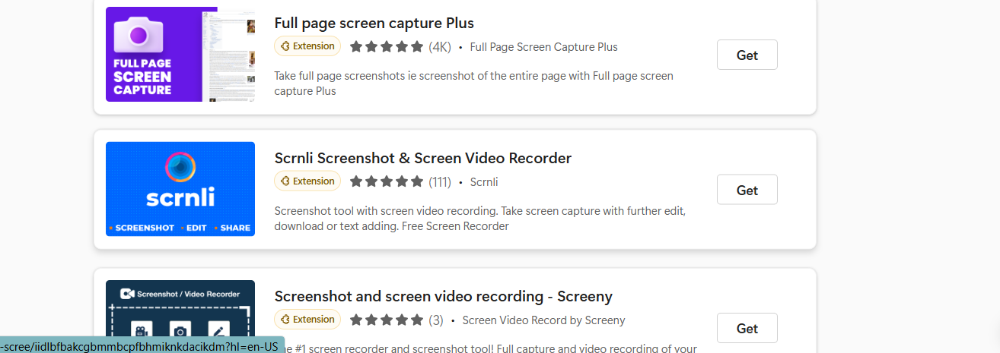 Full page screen capture Plus
Extension (4K) • Full Page Screen Capture Plus
Take full page screenshots ie screenshot of the entire page with Full page screen
capture Plus
Get
FULL PAGE
SCREEN
CAPTURE
Scrnli Screenshot & Screen Video Recorder
Extension (111) • Scrnli
Screenshot tool with screen video recording. Take screen capture with further edit,
download or text adding. Free Screen Recorder
Get
scrnli
• SCREENSHOT • EDIT • SHARE
Screenshot and screen video recording - Screeny
Extension (3) • Screen Video Record by Screeny
#1 screen recorder and screenshot tool! Full capture and video recording of your
Get
Screenshot / Video Recorder
-scree/iidlbfbakcgbmmbcpfbhmiknkdacikdm?hl=en-US